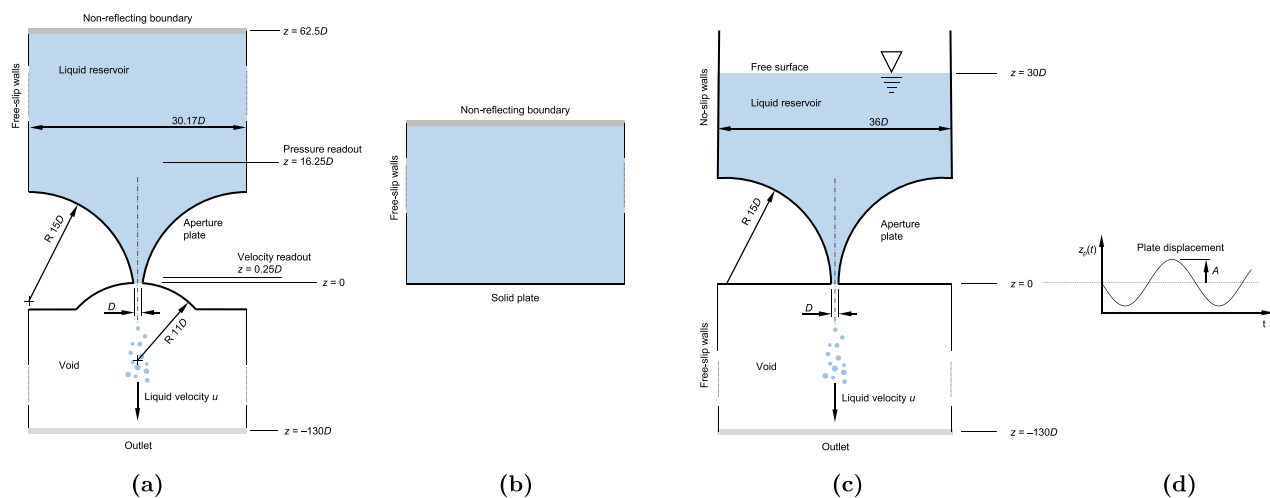 Non-reflecting boundary
z = 62.5D
Free-slip walls
Liquid reservoir
30.17D
Pressure readout
z = 16.25D
R 15D
Aperture
plate
Velocity readout
z = 0.25D
z = 0
D
R 11D
Void
Liquid velocity u
z = –130D
Outlet
(a)
Non-reflecting boundary
Free-slip walls
Solid plate
(b)
No-slip walls
Free surface
z = 30D
Liquid reservoir
36D
R 15D
Aperture
plate
z = 0
D
Free-slip walls
Void
Liquid velocity u
z = –130D
Outlet
(c)
zp(t)
Plate displacement
A
t
(d)